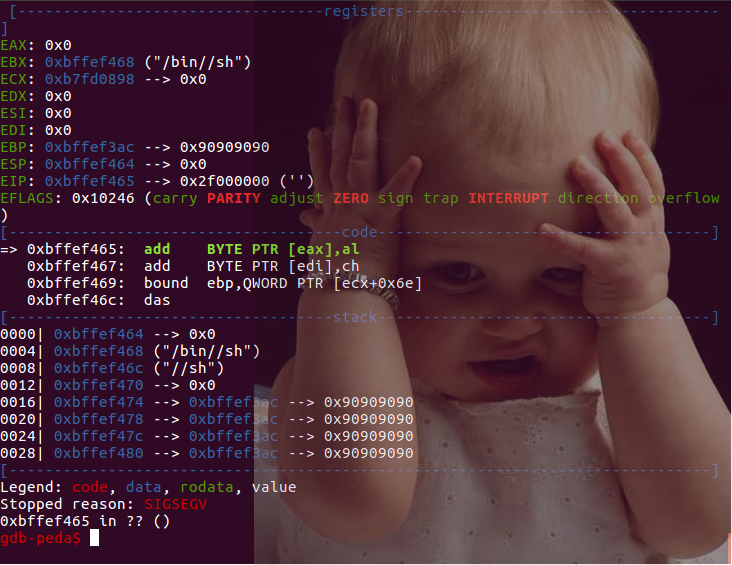 [-------------------------------------registers-------------------------------------
]
EAX: 0x0
EBX: 0xbffef468 ("/bin//sh")
ECX: 0xb7fd0898 --> 0x0
EDX: 0x0
ESI: 0x0
EDI: 0x0
EBP: 0xbffef3ac --> 0x90909090
ESP: 0xbffef464 --> 0x0
EIP: 0xbffef465 --> 0x2f000000 ('')
EFLAGS: 0x10246 (carry PARITY adjust ZERO sign trap INTERRUPT direction overflow
)
[---------------------------------------code---------------------------------------]
=> 0xbffef465: add BYTE PTR [eax],al
0xbffef467: add BYTE PTR [edi],ch
0xbffef469: bound ebp,QWORD PTR [ecx+0x6e]
0xbffef46c: das
[--------------------------------------stack---------------------------------------]
0000| 0xbffef464 --> 0x0
0004| 0xbffef468 ("/bin//sh")
0008| 0xbffef46c ("//sh")
0012| 0xbffef470 --> 0x0
0016| 0xbffef474 --> 0xbffef3ac --> 0x90909090
0020| 0xbffef478 --> 0xbffef3ac --> 0x90909090
0024| 0xbffef47c --> 0xbffef3ac --> 0x90909090
0028| 0xbffef480 --> 0xbffef3ac --> 0x90909090
[----------------------------------------------------------------------------------]
Legend: code, data, rodata, value
Stopped reason: SIGSEGV
0xbffef465 in ?? ()
gdb-peda$